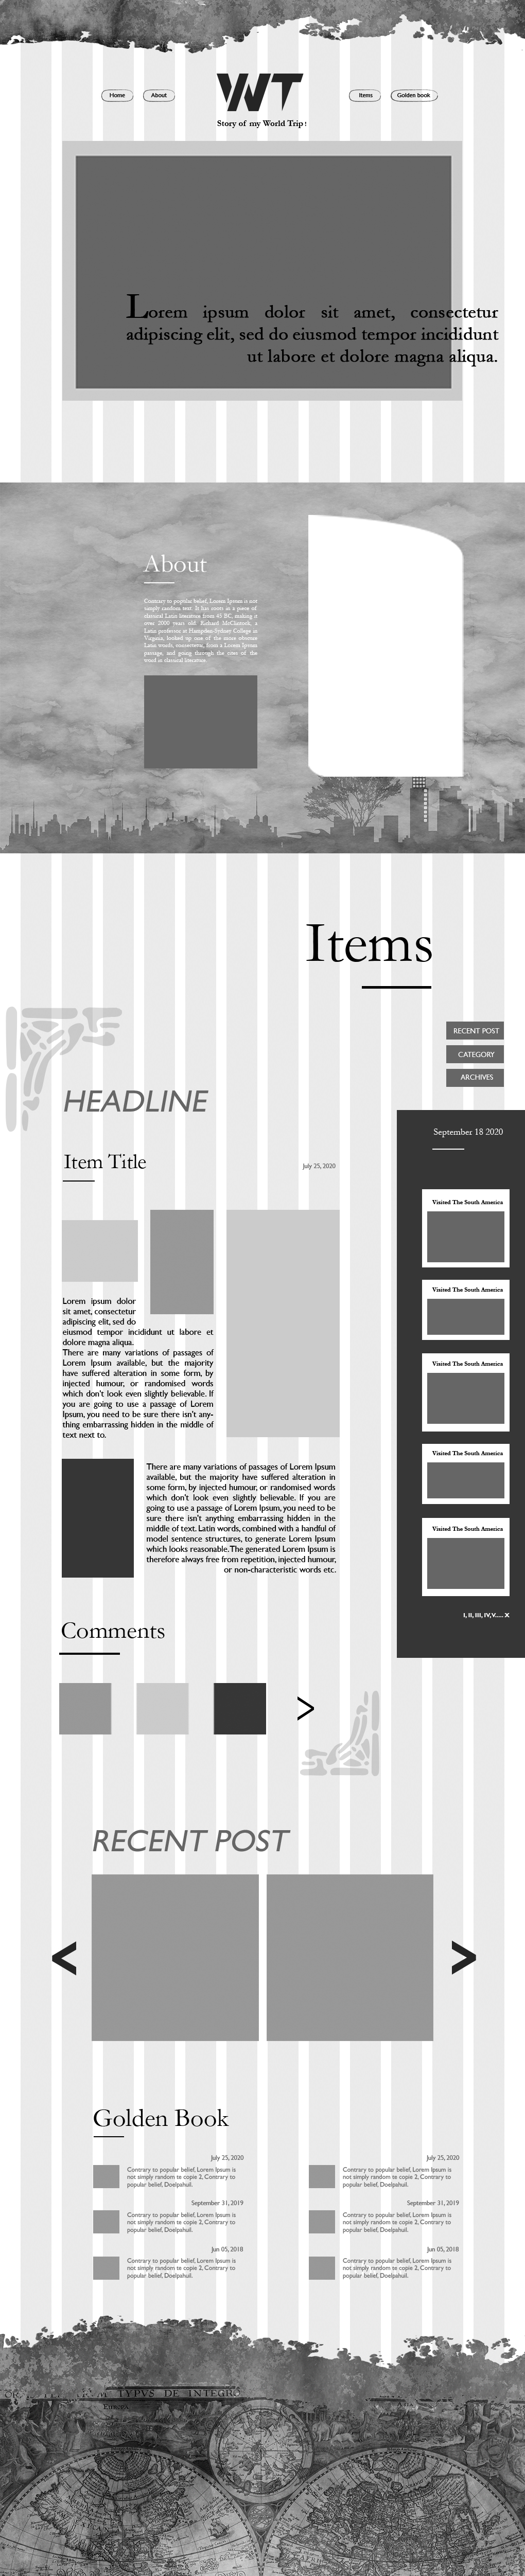 Home
About
WT
Items
Golden book
Story of my World Trip !
Lorem ipsum dolor sit amet, consectetur
adipiscing elit, sed do eiusmod tempor incididunt
ut labore et dolore magna aliqua.
About
Contrary to popular belief, Lorem Ipsum is not
simply random text. It has roots in a piece of
classical Latin literature from 45 BC, making it
over 2000 years old. Richard McClintock, a
Latin professor at Hampden-Sydney College in
Virginia, looked up one of the more obscure
Latin words, consectetur, from a Lorem Ipsum
passage, and going through the cites of the
word in classical literature.
Items
RECENT POST
CATEGORY
ARCHIVES
HEADLINE
Item Title
July 25, 2020
Lorem ipsum dolor
sit amet, consectetur
adipiscing elit, sed do
eiusmod tempor incididunt ut labore et
dolore magna aliqua.
There are many variations of passages of
Lorem Ipsum available, but the majority
have suffered alteration in some form, by
injected humour, or randomised words
which don't look even slightly believable. If
you are going to use a passage of Lorem
Ipsum, you need to be sure there isn't any-
thing embarrassing hidden in the middle of
text next to.
There are many variations of passages of Lorem Ipsum
available, but the majority have suffered alteration in
some form, by injected humour, or randomised words
which don't look even slightly believable. If you are
going to use a passage of Lorem Ipsum, you need to be
sure there isn't anything embarrassing hidden in the
middle of text. Latin words, combined with a handful of
model sentence structures, to generate Lorem Ipsum
which looks reasonable. The generated Lorem Ipsum is
therefore always free from repetition, injected humour,
or non-characteristic words etc.
September 18 2020
Visited The South America
Visited The South America
Visited The South America
Visited The South America
Visited The South America
I, II, III, IV, V..... X
Comments
>
RECENT POST
<
>
Golden Book
July 25, 2020
Contrary to popular belief, Lorem Ipsum is
not simply random te copie 2, Contrary to
popular belief, Doelpahuil.
September 31, 2019
Contrary to popular belief, Lorem Ipsum is
not simply random te copie 2, Contrary to
popular belief, Doelpahuil.
Jun 05, 2018
Contrary to popular belief, Lorem Ipsum is
not simply random te copie 2, Contrary to
popular belief, Doelpahuil.
July 25, 2020
Contrary to popular belief, Lorem Ipsum is
not simply random te copie 2, Contrary to
popular belief, Doelpahuil.
September 31, 2019
Contrary to popular belief, Lorem Ipsum is
not simply random te copie 2, Contrary to
popular belief, Doelpahuil.
Jun 05, 2018
Contrary to popular belief, Lorem Ipsum is
not simply random te copie 2, Contrary to
popular belief, Doelpahuil.
TYPVS DE INTEGRO